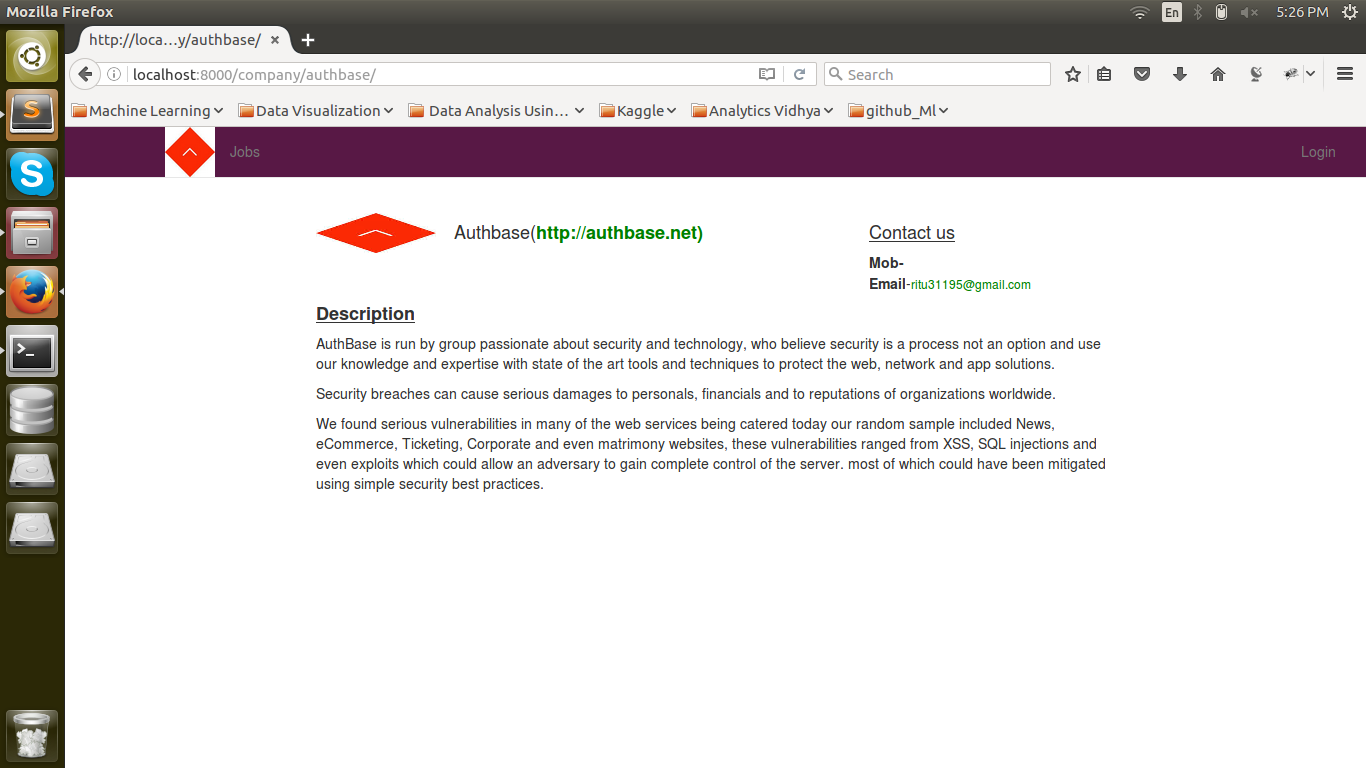 Mozilla Firefox
En
5:26 PM
http://loca…y/authbase/
localhost:8000/company/authbase/
Search
Machine Learning
Data Visualization
Data Analysis Usin…
Kaggle
Analytics Vidhya
github_Ml
Jobs
Login
Authbase(http://authbase.net)
Contact us
Mob-
Email-ritu31195@gmail.com
Description
AuthBase is run by group passionate about security and technology, who believe security is a process not an option and use
our knowledge and expertise with state of the art tools and techniques to protect the web, network and app solutions.
Security breaches can cause serious damages to personals, financials and to reputations of organizations worldwide.
We found serious vulnerabilities in many of the web services being catered today our random sample included News,
eCommerce, Ticketing, Corporate and even matrimony websites, these vulnerabilities ranged from XSS, SQL injections and
even exploits which could allow an adversary to gain complete control of the server. most of which could have been mitigated
using simple security best practices.